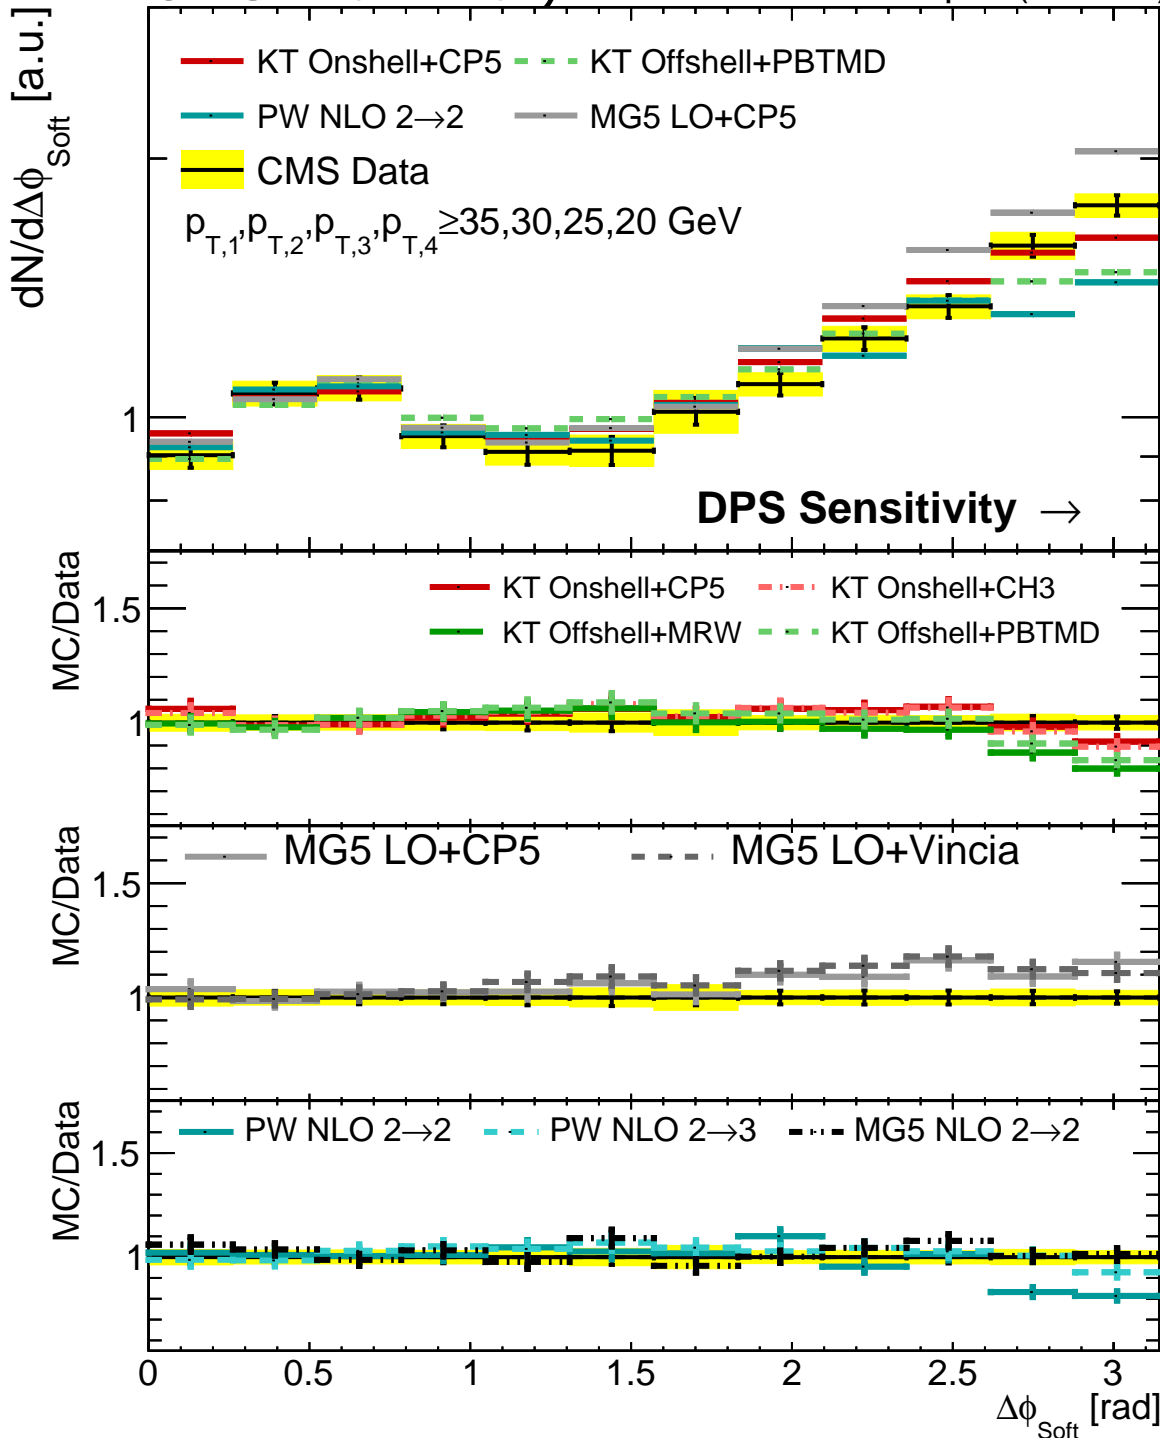 dN/dΔϕ_Soft [a.u.]
KT Onshell+CP5 KT Offshell+PBTMD
PW NLO 2→2 MG5 LO+CP5
CMS Data
p_T,1,p_T,2,p_T,3,p_T,4≥35,30,25,20 GeV
1
DPS Sensitivity →
MC/Data
KT Onshell+CP5 KT Onshell+CH3
KT Offshell+MRW KT Offshell+PBTMD
1.5
1
MC/Data
MG5 LO+CP5 MG5 LO+Vincia
1.5
1
MC/Data
PW NLO 2→2 PW NLO 2→3 MG5 NLO 2→2
1.5
1
0 0.5 1 1.5 2 2.5 3
Δϕ_Soft [rad]